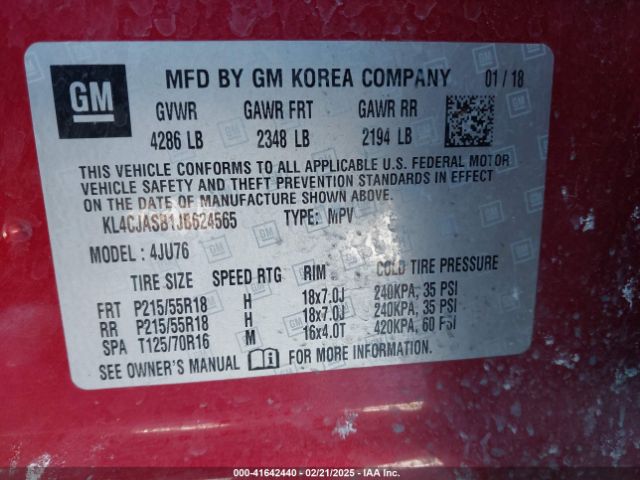 GM
MFD BY GM KOREA COMPANY 01/18
GVWR GAWR FRT GAWR RR
4286 LB 2348 LB 2194 LB
THIS VEHICLE CONFORMS TO ALL APPLICABLE U.S. FEDERAL MOTOR
VEHICLE SAFETY AND THEFT PREVENTION STANDARDS IN EFFECT ON
THE DATE OF MANUFACTURE SHOWN ABOVE.
KL4CJASB1JB624565 TYPE: MPV
MODEL: 4JU76
TIRE SIZE SPEED RTG RIM COLD TIRE PRESSURE
FRT P215/55R18 H 18x7.0J 240KPA, 35 PSI
RR P215/55R18 H 18x7.0J 240KPA, 35 PSI
SPA T125/70R16 M 16x4.0T 420KPA, 60 PSI
SEE OWNER'S MANUAL FOR MORE INFORMATION.
000-41642440 - 02/21/2025 - IAA Inc.